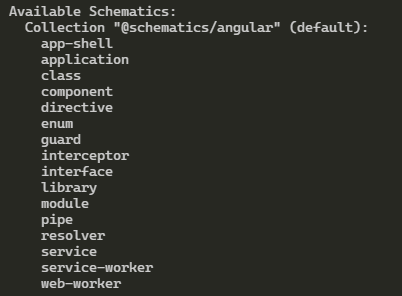 Available Schematics:
Collection "@schematics/angular" (default):
app-shell
application
class
component
directive
enum
guard
interceptor
interface
library
module
pipe
resolver
service
service-worker
web-worker